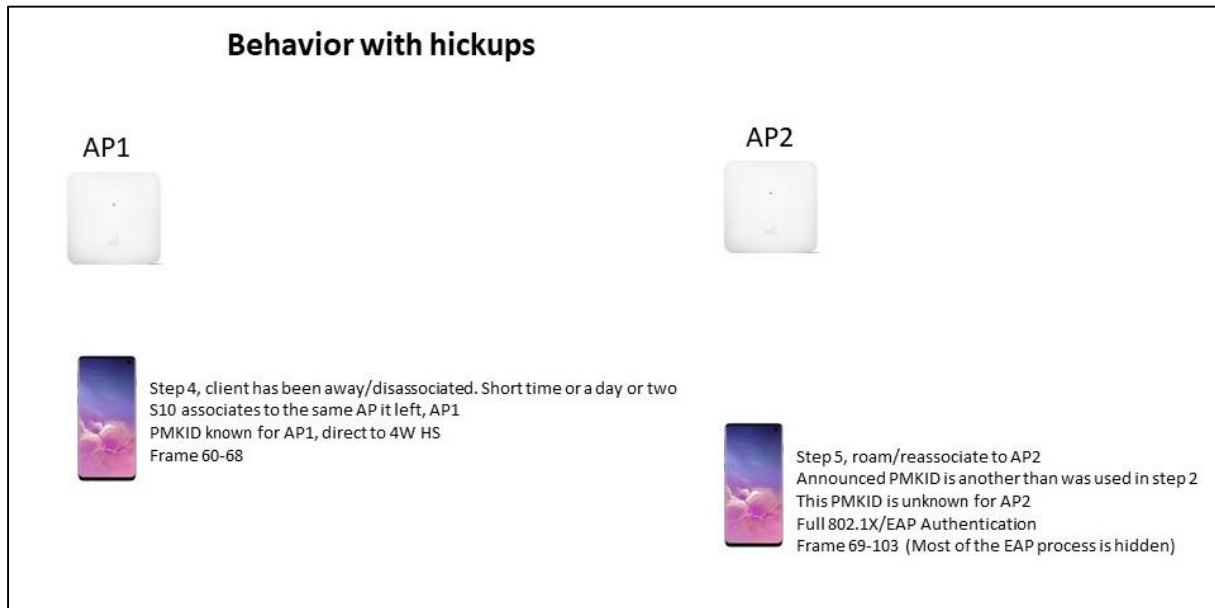 Behavior with hickups
AP1
AP2
Step 4, client has been away/disassociated. Short time or a day or two
S10 associates to the same AP it left, AP1
PMKID known for AP1, direct to 4W HS
Frame 60-68
Step 5, roam/reassociate to AP2
Announced PMKID is another than was used in step 2
This PMKID is unknown for AP2
Full 802.1X/EAP Authentication
Frame 69-103 (Most of the EAP process is hidden)